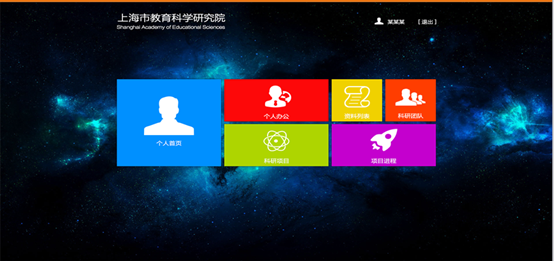 上海市教育科学研究院
Shanghai Academy of Educational Sciences
某某某 [退出]
个人首页
个人办公
资料列表
科研团队
科研项目
项目进程